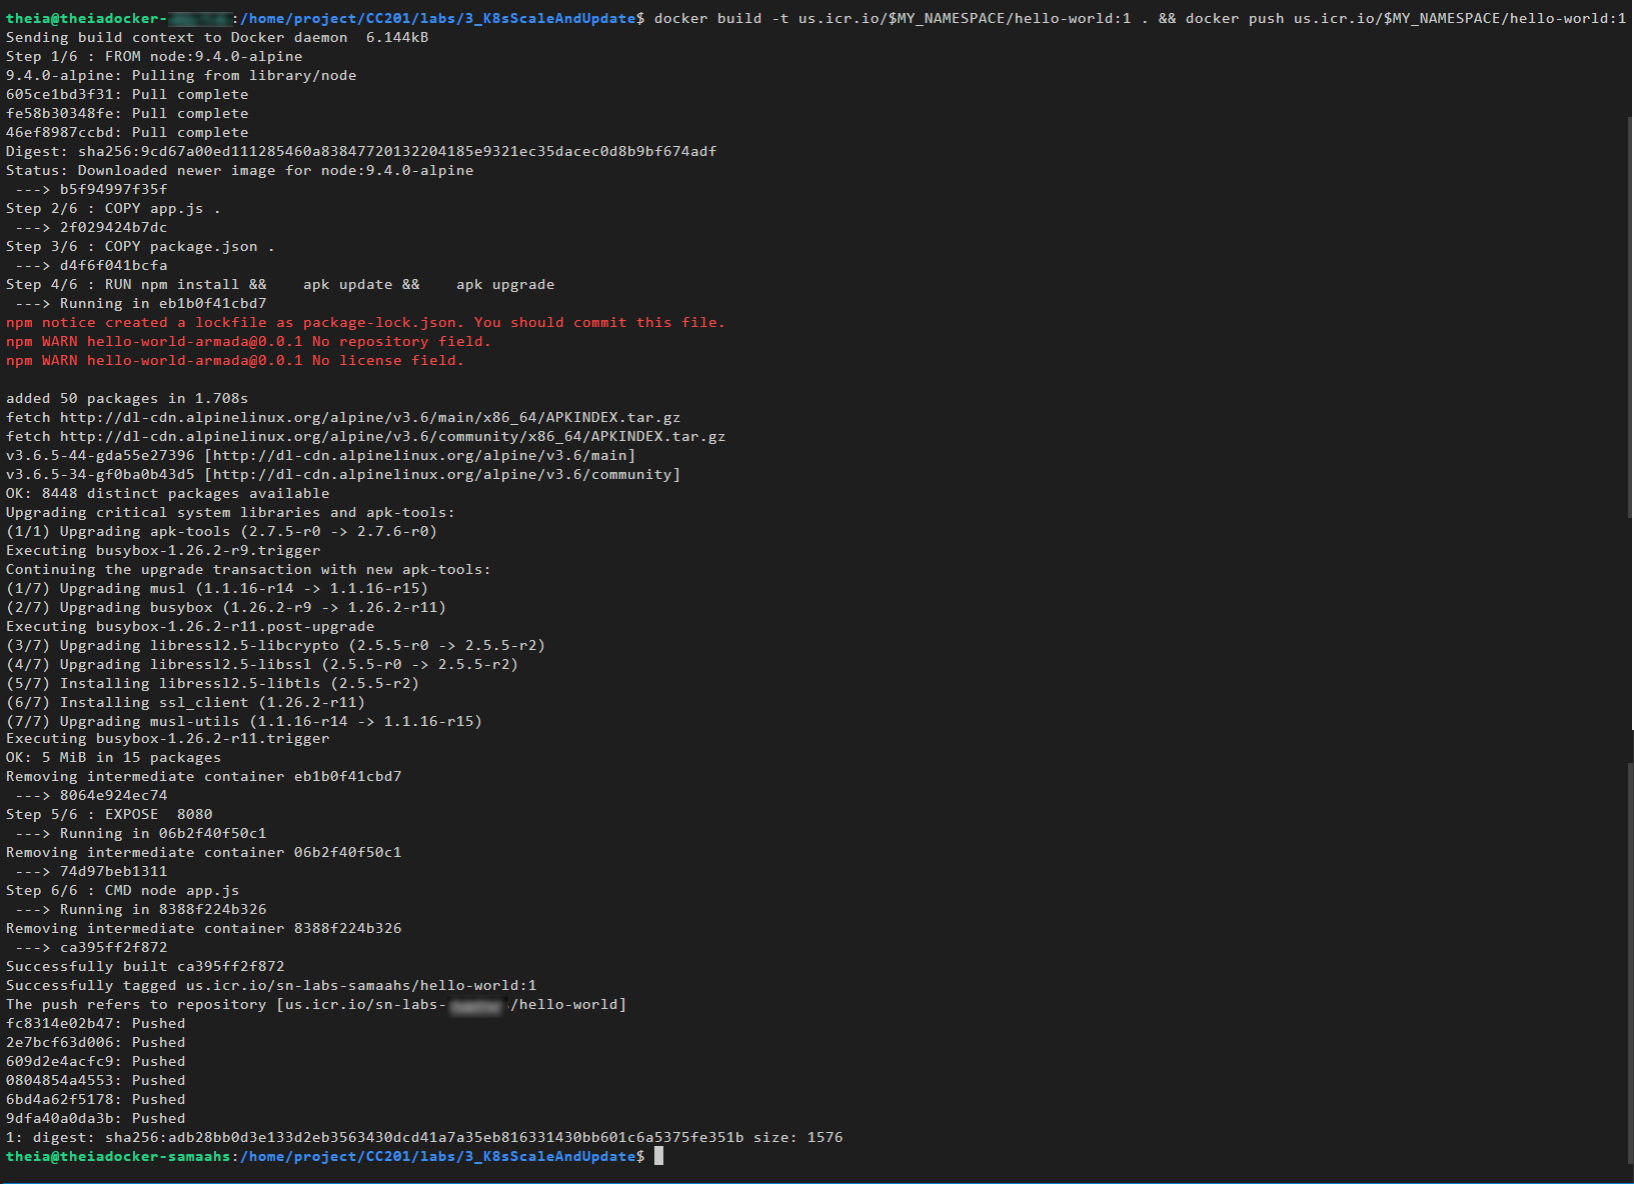 theia@theiadocker-:/home/project/CC201/labs/3_K8sScaleAndUpdate$ docker build -t us.icr.io/$MY_NAMESPACE/hello-world:1 . && docker push us.icr.io/$MY_NAMESPACE/hello-world:1
Sending build context to Docker daemon  6.144kB
Step 1/6 : FROM node:9.4.0-alpine
9.4.0-alpine: Pulling from library/node
605ce1bd3f31: Pull complete
fe58b30348fe: Pull complete
46ef8987ccbd: Pull complete
Digest: sha256:9cd67a00ed111285460a83847720132204185e9321ec35dacec0d8b9bf674adf
Status: Downloaded newer image for node:9.4.0-alpine
 ---> b5f94997f35f
Step 2/6 : COPY app.js .
 ---> 2f029424b7dc
Step 3/6 : COPY package.json .
 ---> d4f6f041bcfa
Step 4/6 : RUN npm install &&    apk update &&    apk upgrade
 ---> Running in eb1b0f41cbd7
npm notice created a lockfile as package-lock.json. You should commit this file.
npm WARN hello-world-armada@0.0.1 No repository field.
npm WARN hello-world-armada@0.0.1 No license field.
added 50 packages in 1.708s
fetch http://dl-cdn.alpinelinux.org/alpine/v3.6/main/x86_64/APKINDEX.tar.gz
fetch http://dl-cdn.alpinelinux.org/alpine/v3.6/community/x86_64/APKINDEX.tar.gz
v3.6.5-44-gda55e27396 [http://dl-cdn.alpinelinux.org/alpine/v3.6/main]
v3.6.5-34-gf0ba0b43d5 [http://dl-cdn.alpinelinux.org/alpine/v3.6/community]
OK: 8448 distinct packages available
Upgrading critical system libraries and apk-tools:
(1/1) Upgrading apk-tools (2.7.5-r0 -> 2.7.6-r0)
Executing busybox-1.26.2-r9.trigger
Continuing the upgrade transaction with new apk-tools:
(1/7) Upgrading musl (1.1.16-r14 -> 1.1.16-r15)
(2/7) Upgrading busybox (1.26.2-r9 -> 1.26.2-r11)
Executing busybox-1.26.2-r11.post-upgrade
(3/7) Upgrading libressl2.5-libcrypto (2.5.5-r0 -> 2.5.5-r2)
(4/7) Upgrading libressl2.5-libssl (2.5.5-r0 -> 2.5.5-r2)
(5/7) Installing libressl2.5-libtls (2.5.5-r2)
(6/7) Installing ssl_client (1.26.2-r11)
(7/7) Upgrading musl-utils (1.1.16-r14 -> 1.1.16-r15)
Executing busybox-1.26.2-r11.trigger
OK: 5 MiB in 15 packages
Removing intermediate container eb1b0f41cbd7
 ---> 8064e924ec74
Step 5/6 : EXPOSE  8080
 ---> Running in 06b2f40f50c1
Removing intermediate container 06b2f40f50c1
 ---> 74d97beb1311
Step 6/6 : CMD node app.js
 ---> Running in 8388f224b326
Removing intermediate container 8388f224b326
 ---> ca395ff2f872
Successfully built ca395ff2f872
Successfully tagged us.icr.io/sn-labs-samaahs/hello-world:1
The push refers to repository [us.icr.io/sn-labs-/hello-world]
fc8314e02b47: Pushed
2e7bcf63d006: Pushed
609d2e4acfc9: Pushed
0804854a4553: Pushed
6bd4a62f5178: Pushed
9dfa40a0da3b: Pushed
1: digest: sha256:adb28bb0d3e133d2eb3563430dcd41a7a35eb816331430bb601c6a5375fe351b size: 1576
theia@theiadocker-samaahs:/home/project/CC201/labs/3_K8sScaleAndUpdate$